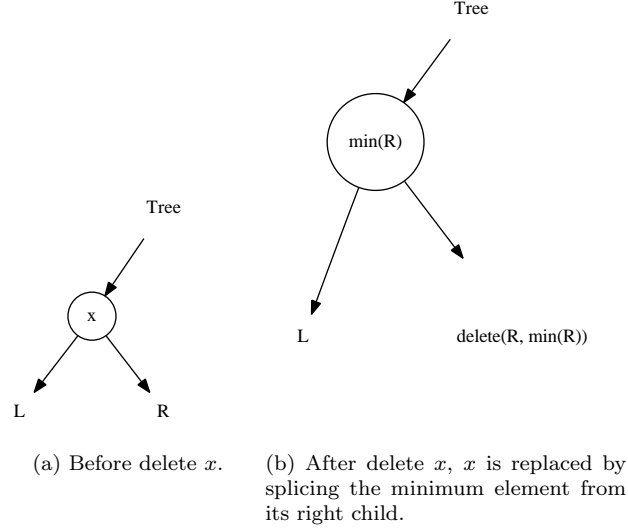 Tree
x
L
R
(a) Before delete x.
Tree
min(R)
L
delete(R, min(R))
(b) After delete x, x is replaced by
splicing the minimum element from
its right child.